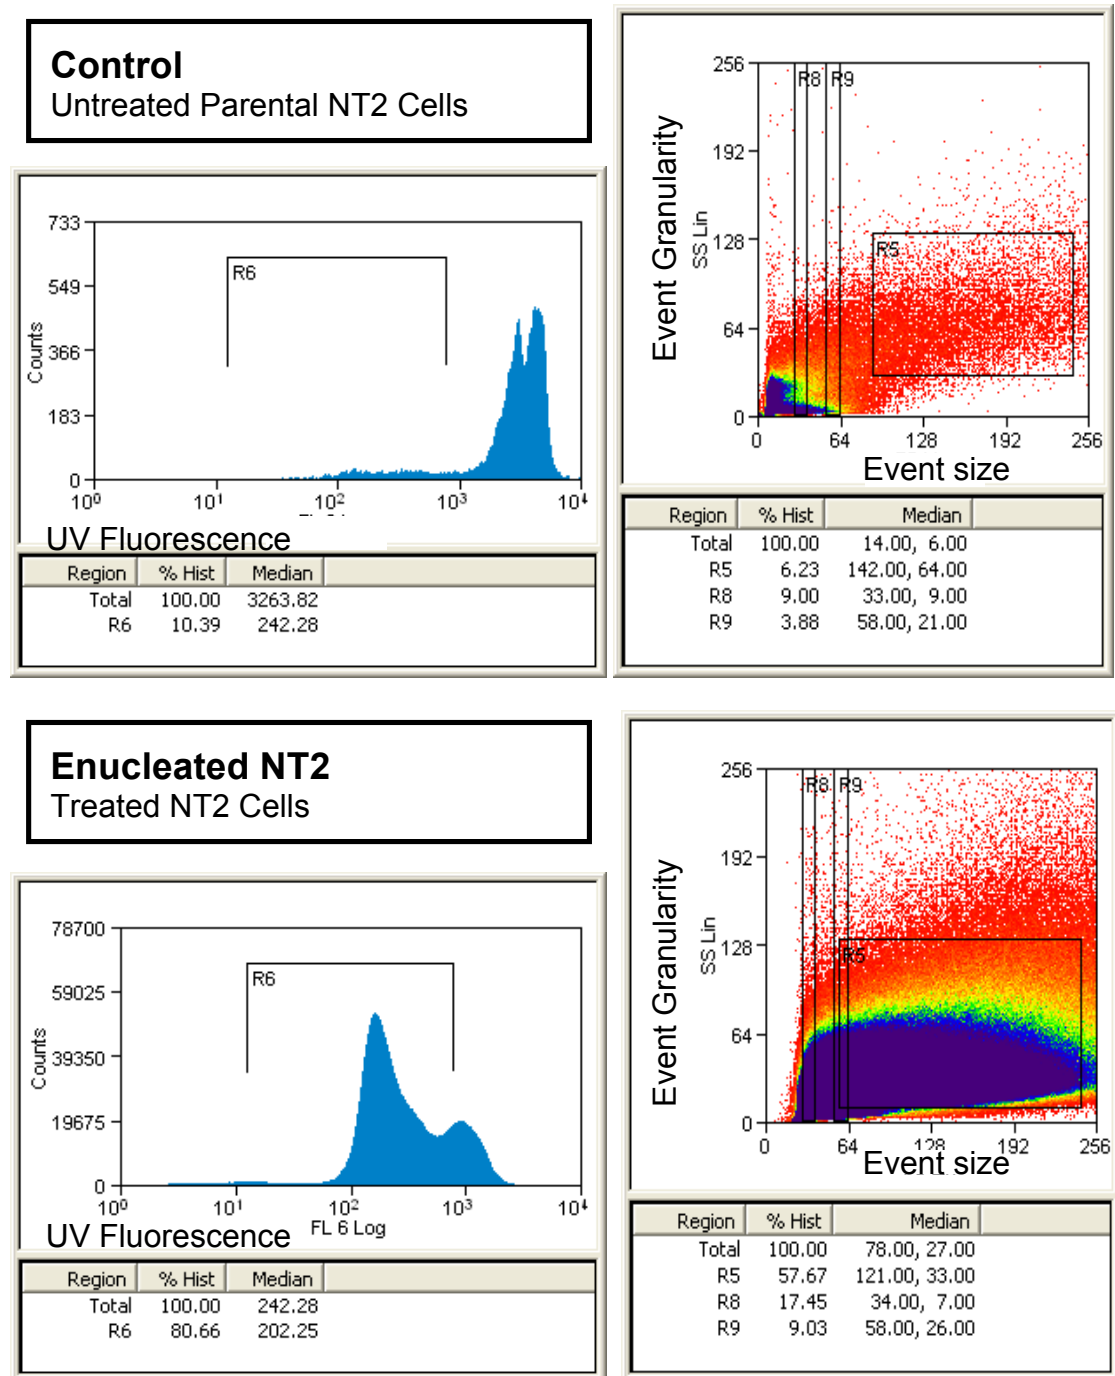 Control
Untreated Parental NT2 Cells
733
549
366
183
0
Counts
R6
10⁰ 10¹ 10² 10³ 10⁴
UV Fluorescence
Region % Hist Median
Total 100.00 3263.82
R6 10.39 242.28
256
192
128
64
0
Event Granularity
SS Lin
R8 R9
R5
0 64 128 192 256
Event size
Region % Hist Median
Total 100.00 14.00, 6.00
R5 6.23 142.00, 64.00
R8 9.00 33.00, 9.00
R9 3.88 58.00, 21.00
Enucleated NT2
Treated NT2 Cells
78700
59025
39350
19675
0
Counts
R6
10⁰ 10¹ 10² 10³ 10⁴
FL 6 Log
UV Fluorescence
Region % Hist Median
Total 100.00 242.28
R6 80.66 202.25
256
192
128
64
0
Event Granularity
SS Lin
R8 R9
R5
0 64 128 192 256
Event size
Region % Hist Median
Total 100.00 78.00, 27.00
R5 57.67 121.00, 33.00
R8 17.45 34.00, 7.00
R9 9.03 58.00, 26.00